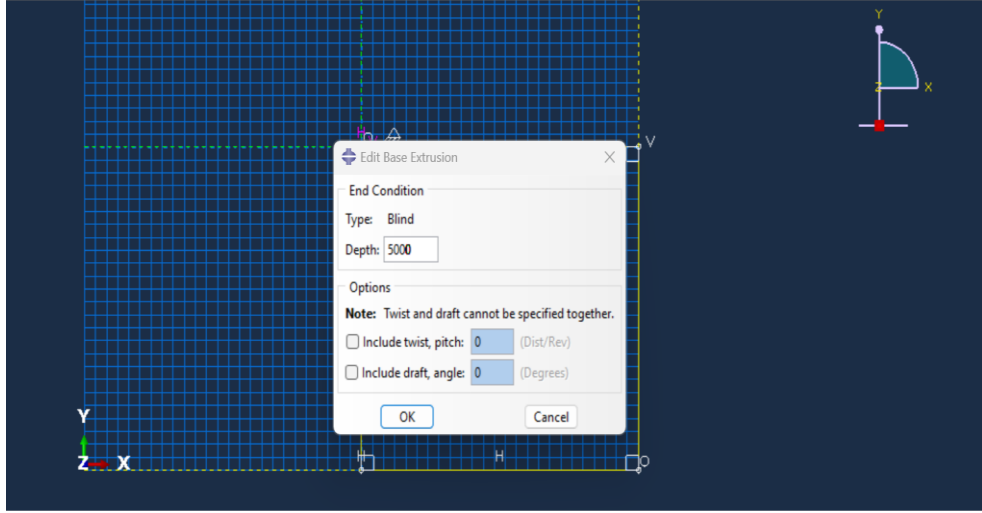 Y
Z X
V
Edit Base Extrusion
End Condition
Type: Blind
Depth: 5000
Options
Note: Twist and draft cannot be specified together.
Include twist, pitch: 0 (Dist/Rev)
Include draft, angle: 0 (Degrees)
OK Cancel
Y
Z X
H H